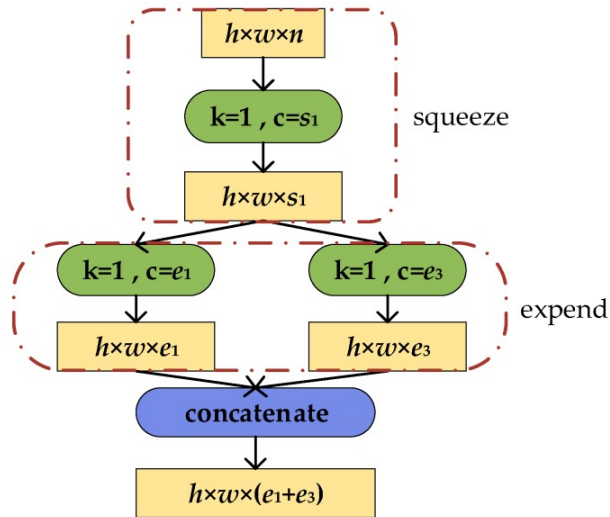 h×w×n
k=1 , c=s₁
squeeze
h×w×s₁
k=1 , c=e₁
k=1 , c=e₃
expend
h×w×e₁
h×w×e₃
concatenate
h×w×(e₁+e₃)